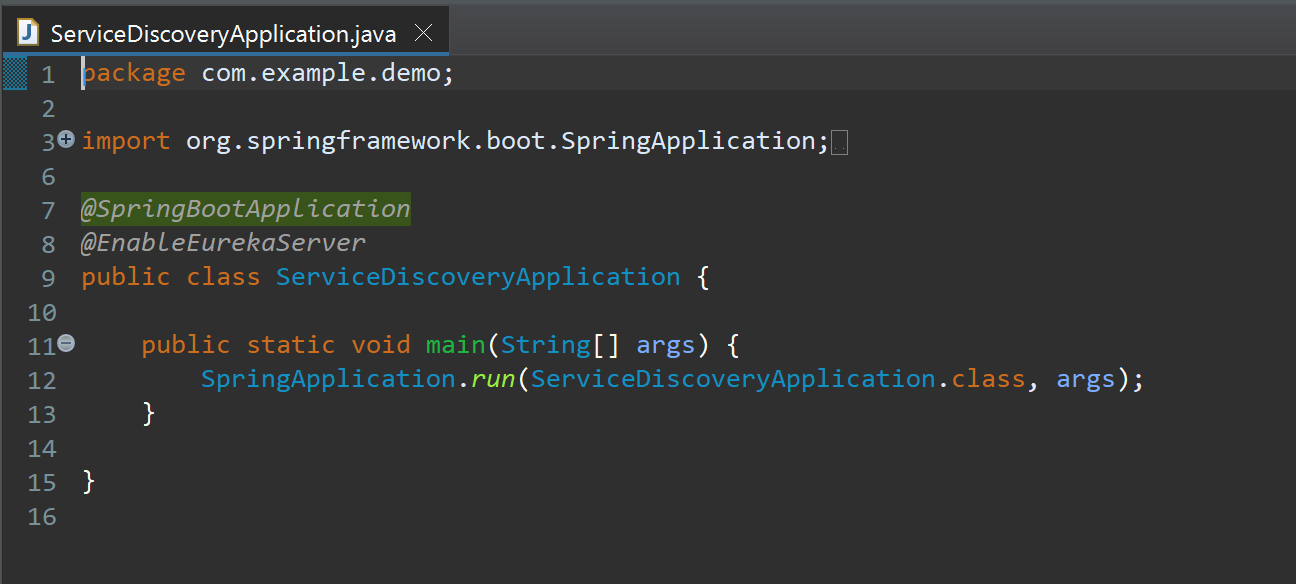 ServiceDiscoveryApplication.java
1 package com.example.demo;
2
3 import org.springframework.boot.SpringApplication;
6
7 @SpringBootApplication
8 @EnableEurekaServer
9 public class ServiceDiscoveryApplication {
10
11 public static void main(String[] args) {
12 SpringApplication.run(ServiceDiscoveryApplication.class, args);
13 }
14
15 }
16